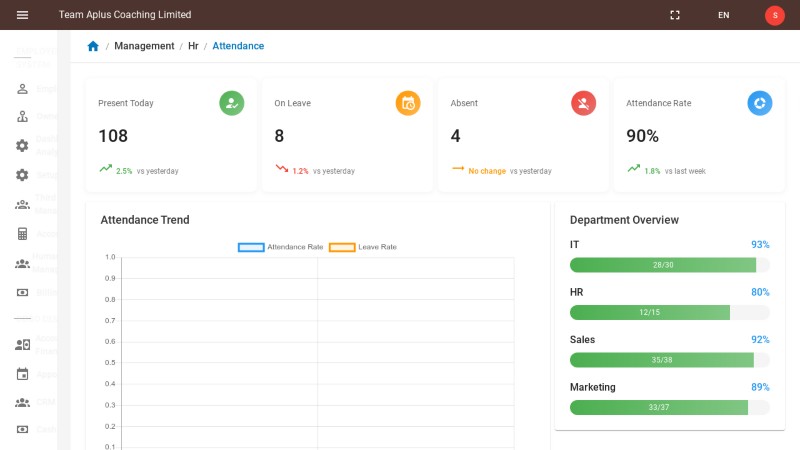 Team Aplus Coaching Limited
EN
S
/ Management / Hr / Attendance
Present Today
108
2.5% vs yesterday
On Leave
8
1.2% vs yesterday
Absent
4
No change vs yesterday
Attendance Rate
90%
1.8% vs last week
Attendance Trend
Attendance Rate
Leave Rate
1.0
0.9
0.8
0.7
0.6
0.5
0.4
0.3
0.2
0.1
Department Overview
IT 93%
28/30
HR 80%
12/15
Sales 92%
35/38
Marketing 89%
33/37